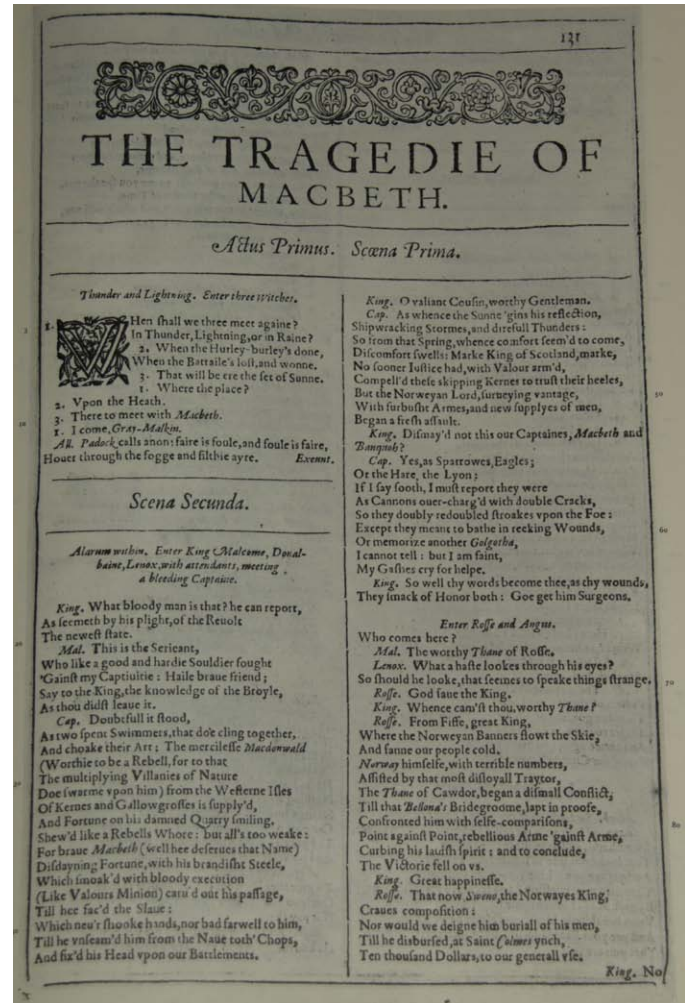 131
THE TRAGEDIE OF
MACBETH.
Actus Primus. Scœna Prima.
Thunder and Lightning. Enter three Witches.
1. WHen ſhall we three meet againe?
In Thunder, Lightning, or in Raine?
2. When the Hurley-burley's done,
When the Battaile's loſt, and wonne.
3. That will be ere the ſet of Sunne.
1. Where the place?
2. Vpon the Heath.
3. There to meet with Macbeth.
1. I come, Gray-Malkin.
All. Padock calls anon: faire is foule, and foule is faire,
Houer through the fogge and filthie ayre. Exeunt.
Scena Secunda.
Alarum within. Enter King Malcome, Donal-
baine, Lenox, with attendants, meeting
a bleeding Captaine.
King. What bloody man is that? he can report,
As ſeemeth by his plight, of the Reuolt
The neweſt ſtate.
Mal. This is the Serieant,
Who like a good and hardie Souldier fought
'Gainſt my Captiuitie: Haile braue friend;
Say to the King, the knowledge of the Broyle,
As thou didſt leaue it.
Cap. Doubtfull it ſtood,
As two ſpent Swimmers, that doe cling together,
And choake their Art: The mercileſſe Macdonwald
(Worthie to be a Rebell, for to that
The multiplying Villanies of Nature
Doe ſwarme vpon him) from the Weſterne Iſles
Of Kernes and Gallowgroſſes is ſupply'd,
And Fortune on his damned Quarry ſmiling,
Shew'd like a Rebells Whore: but all's too weake:
For braue Macbeth (well hee deſerues that Name)
Diſdayning Fortune, with his brandiſht Steele,
Which ſmoak'd with bloody execution
(Like Valours Minion) caru'd out his paſſage,
Till hee fac'd the Slaue:
Which neu'r ſhooke hands, nor bad farwell to him,
Till he vnſeam'd him from the Naue toth' Chops,
And fix'd his Head vpon our Battlements.
King. O valiant Couſin, worthy Gentleman.
Cap. As whence the Sunne 'gins his reflection,
Shipwracking Stormes, and direfull Thunders:
So from that Spring, whence comfort ſeem'd to come,
Diſcomfort ſwells: Marke King of Scotland, marke,
No ſooner Iuſtice had, with Valour arm'd,
Compell'd theſe skipping Kernes to truſt their heeles,
But the Norweyan Lord, ſurueying vantage,
With furbuſht Armes, and new ſupplyes of men,
Began a freſh aſſault.
King. Diſmay'd not this our Captaines, Macbeth and
Banquoh?
Cap. Yes, as Sparrowes, Eagles;
Or the Hare, the Lyon:
If I ſay ſooth, I muſt report they were
As Cannons ouer-charg'd with double Cracks,
So they doubly redoubled ſtroakes vpon the Foe:
Except they meant to bathe in reeking Wounds,
Or memorize another Golgotha,
I cannot tell: but I am faint,
My Gaſhes cry for helpe.
King. So well thy words become thee, as thy wounds,
They ſmack of Honor both: Goe get him Surgeons.
Enter Roſſe and Angus.
Who comes here?
Mal. The worthy Thane of Roſſe.
Lenox. What a haſte lookes through his eyes?
So ſhould he looke, that ſeemes to ſpeake things ſtrange.
Roſſe. God ſaue the King.
King. Whence cam'ſt thou, worthy Thane?
Roſſe. From Fiffe, great King,
Where the Norweyan Banners flowt the Skie,
And fanne our people cold.
Norway himſelfe, with terrible numbers,
Aſſiſted by that moſt diſloyall Traytor,
The Thane of Cawdor, began a diſmall Conflict,
Till that Bellona's Bridegroome, lapt in proofe,
Confronted him with ſelfe-compariſons,
Point againſt Point, rebellious Arme 'gainſt Arme,
Curbing his lauiſh ſpirit: and to conclude,
The Victorie fell on vs.
King. Great happineſſe.
Roſſe. That now Sweno, the Norwayes King,
Craues compoſition:
Nor would we deigne him buriall of his men,
Till he disburſed, at Saint Colmes ynch,
Ten thouſand Dollars, to our generall vſe.
King. No